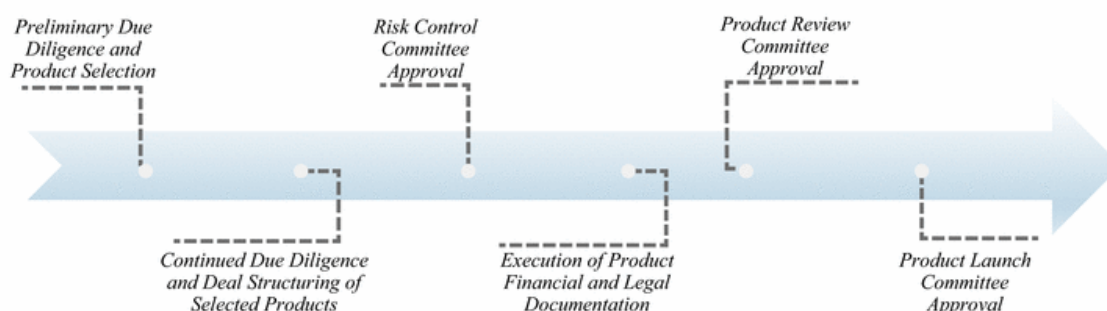 Preliminary Due
Diligence and
Product Selection
Continued Due Diligence
and Deal Structuring of
Selected Products
Risk Control
Committee
Approval
Execution of Product
Financial and Legal
Documentation
Product Review
Committee
Approval
Product Launch
Committee
Approval